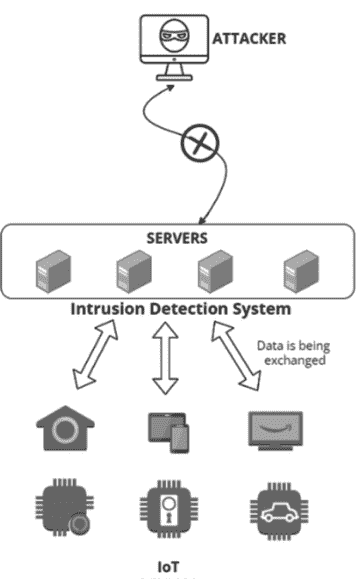 ATTACKER
SERVERS
Intrusion Detection System
Data is being
exchanged
IoT